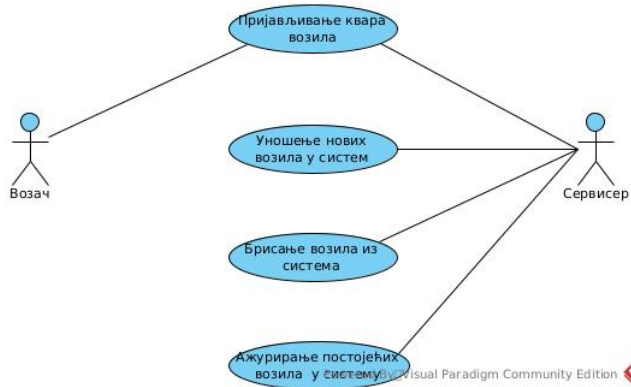 Пријављивање квара
возила
Уношење нових
возила у систем
Возач
Сервисер
Брисање возила из
система
Ажурирање постојећих
возила у систему
Visual Paradigm Community Edition